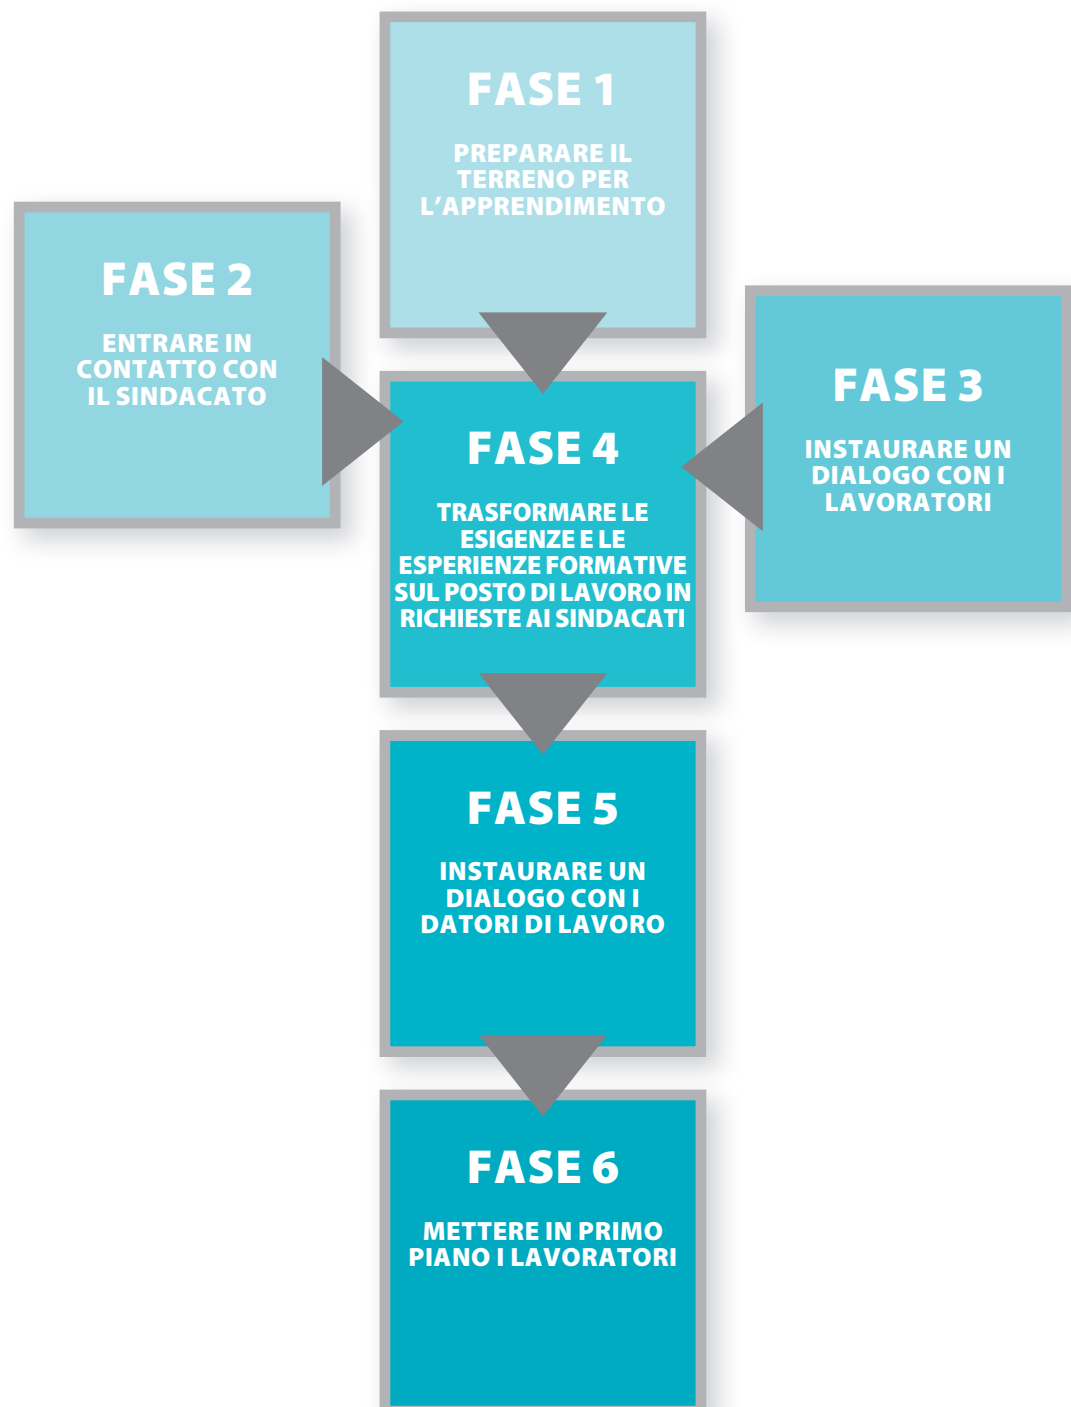 FASE 1
PREPARARE IL
TERRENO PER
L'APPRENDIMENTO
FASE 2
ENTRARE IN
CONTATTO CON
IL SINDACATO
FASE 3
INSTAURARE UN
DIALOGO CON I
LAVORATORI
FASE 4
TRASFORMARE LE
ESIGENZE E LE
ESPERIENZE FORMATIVE
SUL POSTO DI LAVORO IN
RICHIESTE AI SINDACATI
FASE 5
INSTAURARE UN
DIALOGO CON I
DATORI DI LAVORO
FASE 6
METTERE IN PRIMO
PIANO I LAVORATORI